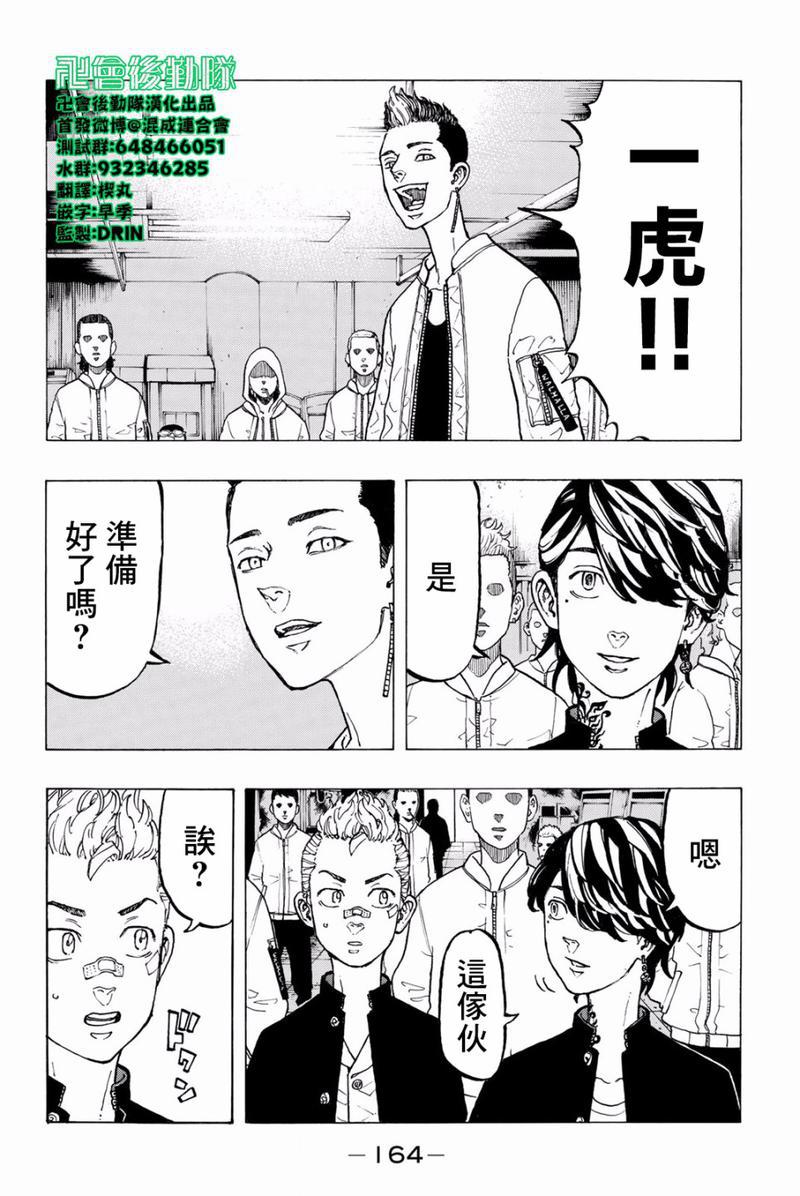 卍會後勤隊
卍會後勤隊漢化出品
首發微博@混成連合會
測試群:648466051
水群:932346285
翻譯:楔丸
嵌字:早季
監製:DRIN
一虎!!
WALHALLA
是
準備
好了嗎?
嗯
這傢伙
誒?
ドクン
—164—